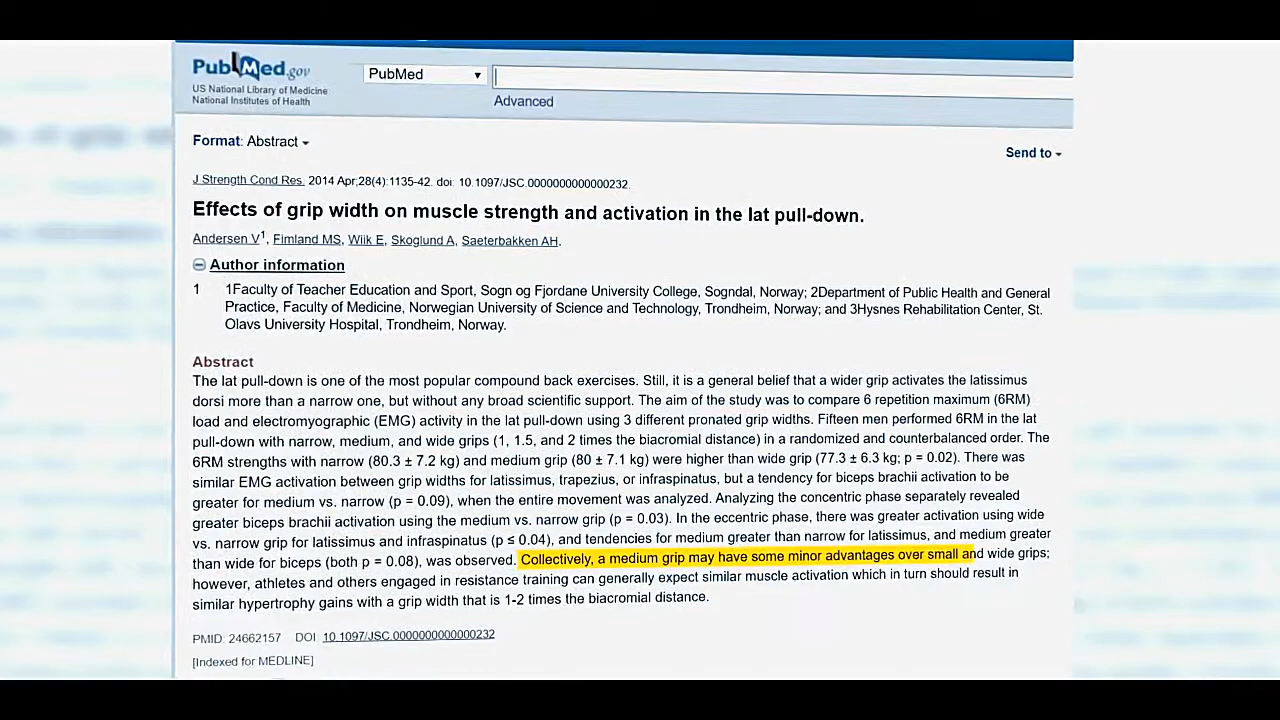 PubMed.gov
US National Library of Medicine
National Institutes of Health
PubMed
Advanced
Format: Abstract
Send to
J Strength Cond Res. 2014 Apr;28(4):1135-42. doi: 10.1097/JSC.0000000000000232.
Effects of grip width on muscle strength and activation in the lat pull-down.
Andersen V1, Fimland MS, Wiik E, Skoglund A, Saeterbakken AH.
Author information
1 1Faculty of Teacher Education and Sport, Sogn og Fjordane University College, Sogndal, Norway; 2Department of Public Health and General
Practice, Faculty of Medicine, Norwegian University of Science and Technology, Trondheim, Norway; and 3Hysnes Rehabilitation Center, St.
Olavs University Hospital, Trondheim, Norway.
Abstract
The lat pull-down is one of the most popular compound back exercises. Still, it is a general belief that a wider grip activates the latissimus
dorsi more than a narrow one, but without any broad scientific support. The aim of the study was to compare 6 repetition maximum (6RM)
load and electromyographic (EMG) activity in the lat pull-down using 3 different pronated grip widths. Fifteen men performed 6RM in the lat
pull-down with narrow, medium, and wide grips (1, 1.5, and 2 times the biacromial distance) in a randomized and counterbalanced order. The
6RM strengths with narrow (80.3 ± 7.2 kg) and medium grip (80 ± 7.1 kg) were higher than wide grip (77.3 ± 6.3 kg; p = 0.02). There was
similar EMG activation between grip widths for latissimus, trapezius, or infraspinatus, but a tendency for biceps brachii activation to be
greater for medium vs. narrow (p = 0.09), when the entire movement was analyzed. Analyzing the concentric phase separately revealed
greater biceps brachii activation using the medium vs. narrow grip (p = 0.03). In the eccentric phase, there was greater activation using wide
vs. narrow grip for latissimus and infraspinatus (p ≤ 0.04), and tendencies for medium greater than narrow for latissimus, and medium greater
than wide for biceps (both p = 0.08), was observed. Collectively, a medium grip may have some minor advantages over small and wide grips;
however, athletes and others engaged in resistance training can generally expect similar muscle activation which in turn should result in
similar hypertrophy gains with a grip width that is 1-2 times the biacromial distance.
PMID: 24662157 DOI: 10.1097/JSC.0000000000000232
[Indexed for MEDLINE]